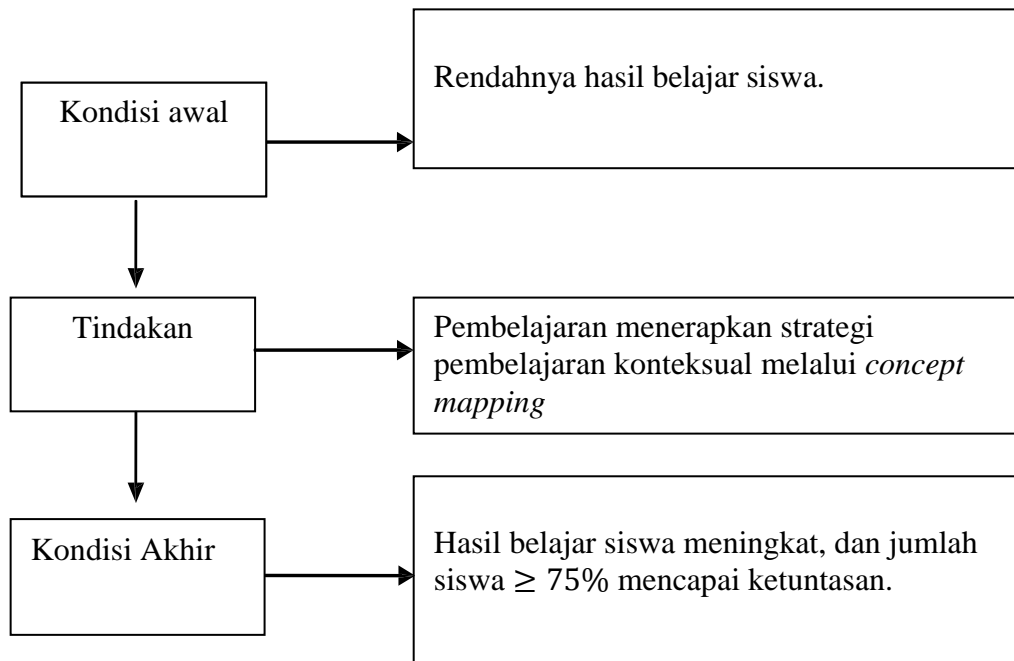 Kondisi awal
Rendahnya hasil belajar siswa.
Tindakan
Pembelajaran menerapkan strategi
pembelajaran konteksual melalui concept
mapping
Kondisi Akhir
Hasil belajar siswa meningkat, dan jumlah
siswa ≥ 75% mencapai ketuntasan.